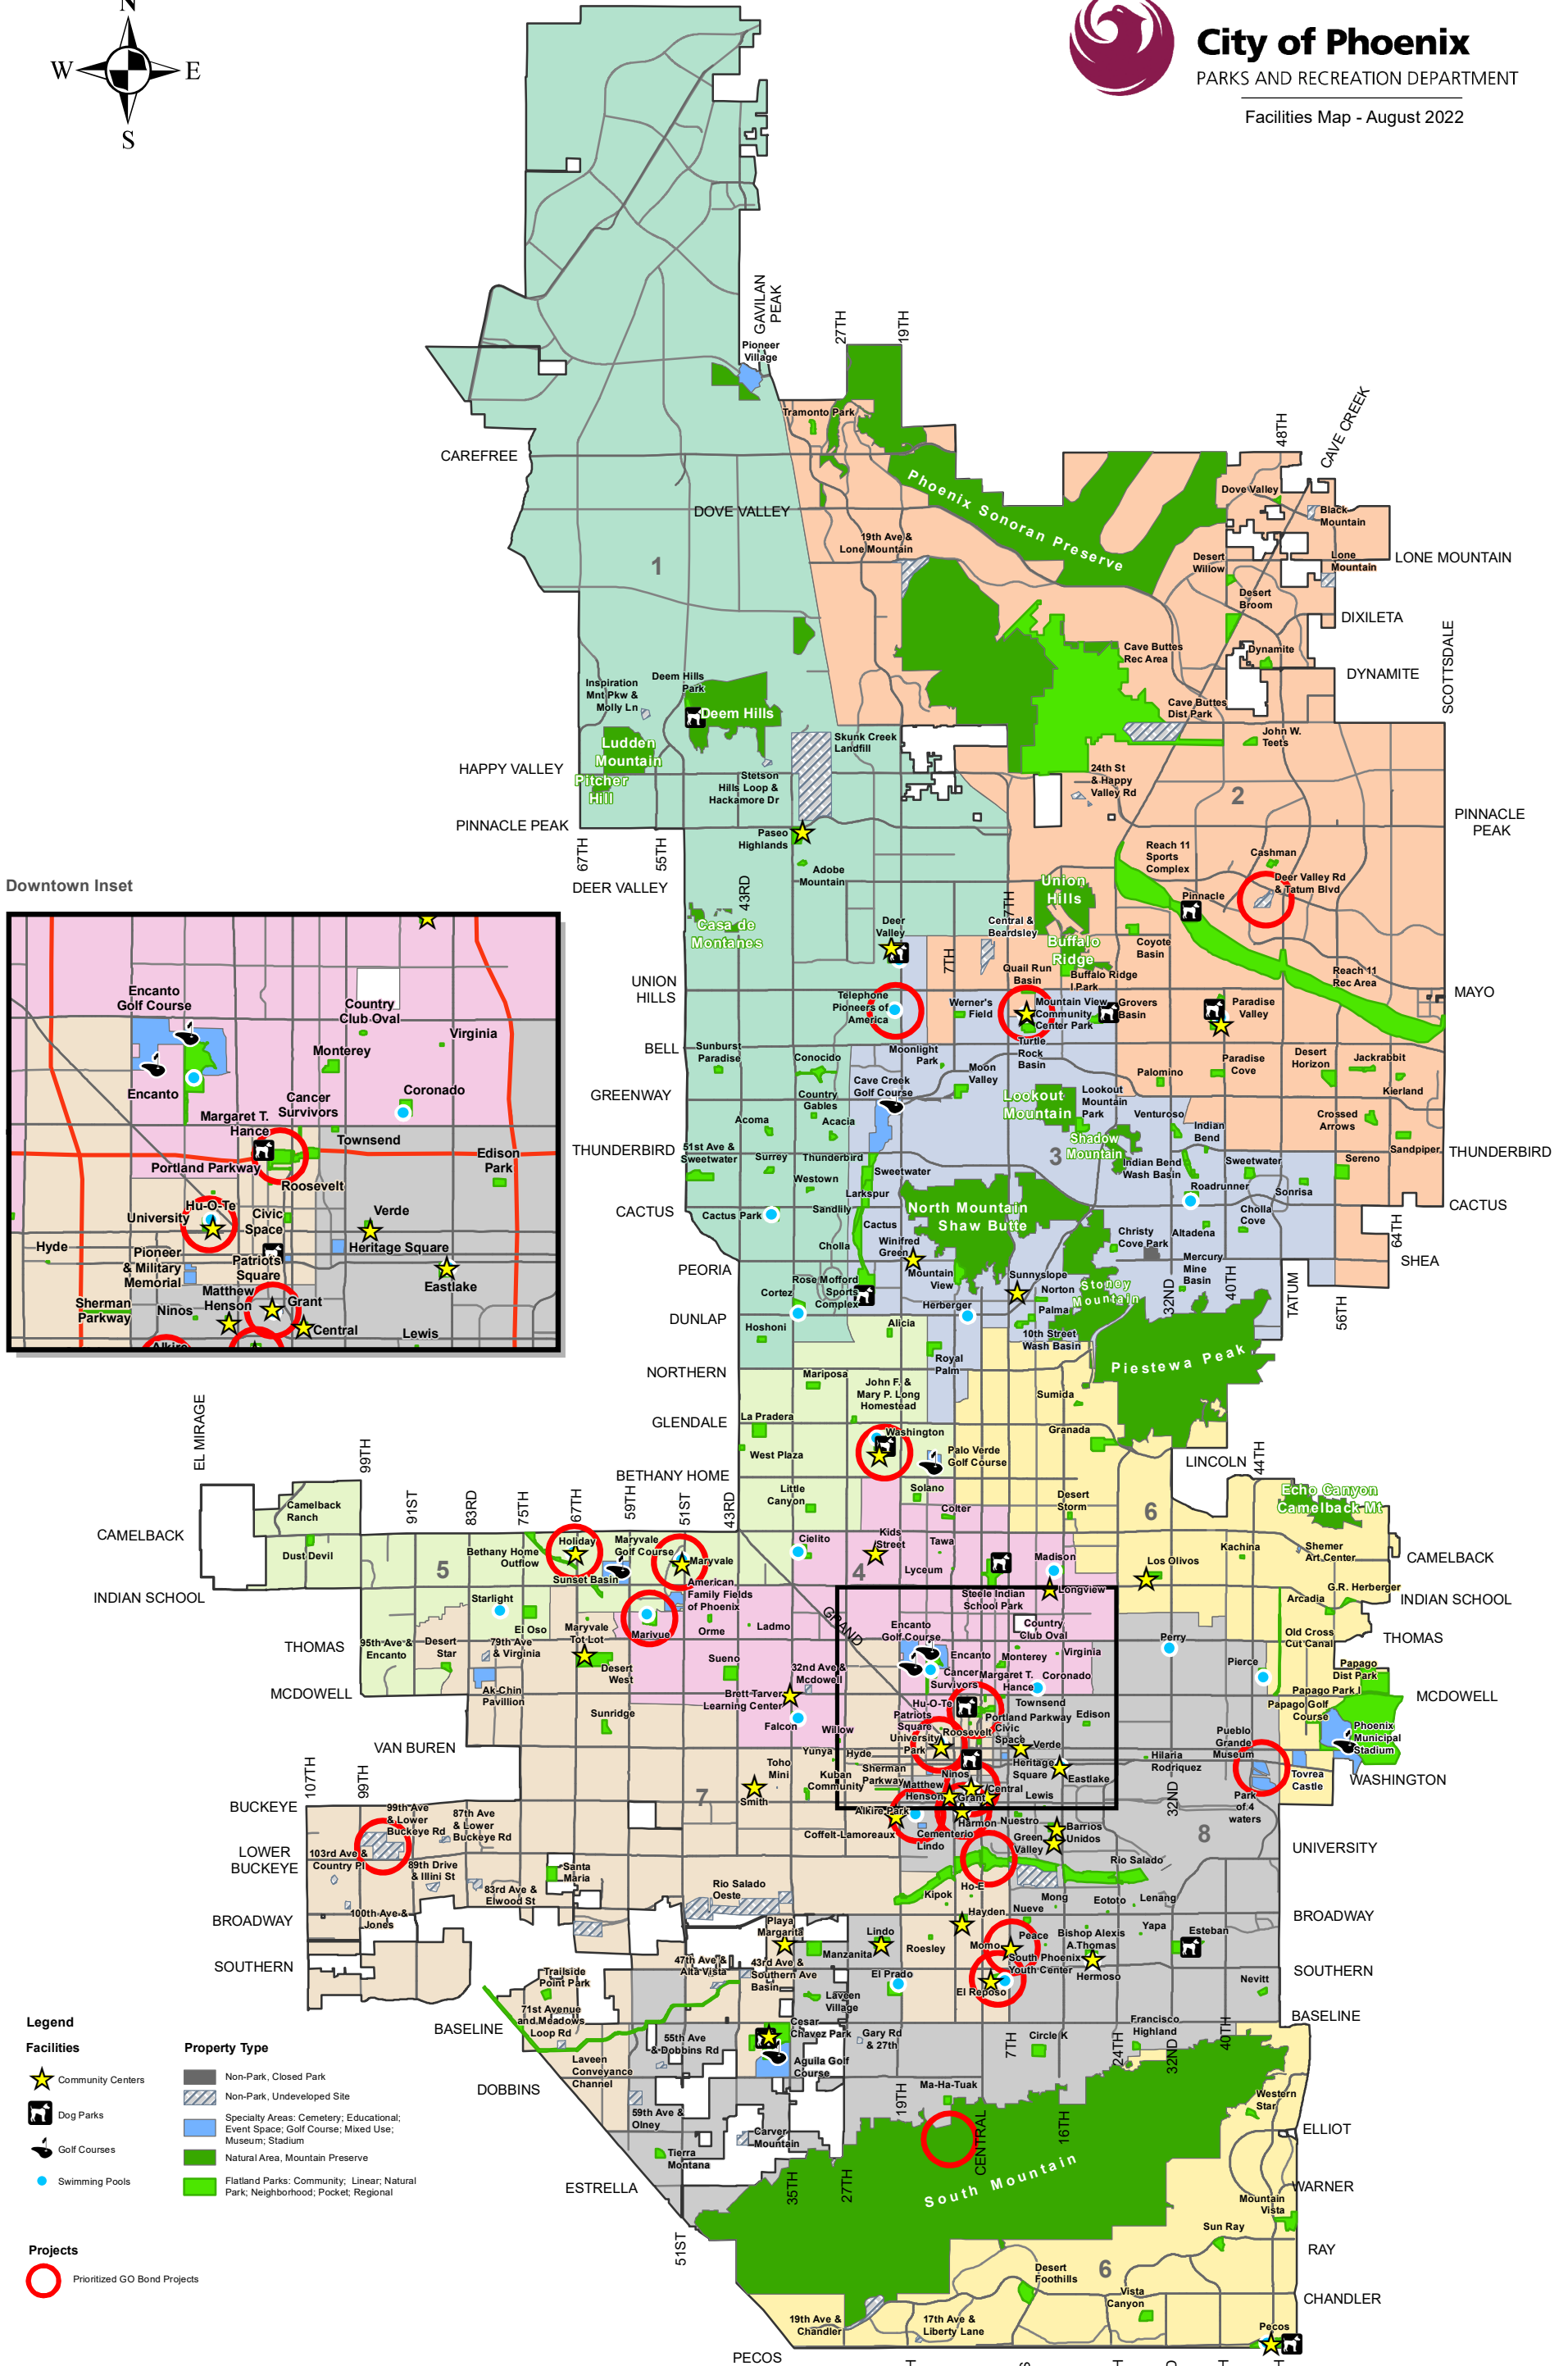 N
W
E
S
City of Phoenix
PARKS AND RECREATION DEPARTMENT
Facilities Map - August 2022
GAVILAN
PEAK
Pioneer
Village
27TH
19TH
Tramonto Park
48TH
CAVE CREEK
CAREFREE
Phoenix Sonoran Preserve
DOVE VALLEY
Dove Valley
Black
Mountain
19th Ave &
Lone Mountain
1
Desert
Willow
Lone
Mountain
LONE MOUNTAIN
Desert
Broom
DIXILETA
Cave Buttes
Rec Area
Dynamite
DYNAMITE
SCOTTSDALE
Inspiration
Mnt Pkw &
Molly Ln
Deem Hills
Park
Deem Hills
Cave Buttes
Dist Park
Ludden
Mountain
Skunk Creek
Landfill
John W.
Teets
HAPPY VALLEY
Pitcher
Hill
Stetson
Hills Loop &
Hackamore Dr
24th St
& Happy
Valley Rd
2
PINNACLE PEAK
PINNACLE
PEAK
67TH
55TH
Paseo
Highlands
Adobe
Mountain
Reach 11
Sports
Complex
Cashman
Deer Valley Rd
& Tatum Blvd
Downtown Inset
DEER VALLEY
43RD
7TH
Union
Hills
Pinnacle
Casa de
Montanes
Deer
Valley
Central &
Beardsley
7TH
Buffalo
Ridge
Coyote
Basin
UNION
HILLS
Quail Run
Basin
Buffalo Ridge
I Park
Reach 11
Rec Area
MAYO
Telephone
Pioneers of
America
Werner's
Field
Mountain View
Community
Center Park
Grovers
Basin
Paradise
Valley
BELL
Sunburst
Paradise
Conocido
Moonlight
Park
Turtle
Rock
Basin
Paradise
Cove
Desert
Horizon
Jackrabbit
Moon
Valley
Palomino
Kierland
GREENWAY
Cave Creek
Golf Course
Country
Gables
Lookout
Mountain
Lookout
Mountain
Park
Venturoso
Crossed
Arrows
Acoma
Acacia
Indian
Bend
Shadow
Mountain
3
THUNDERBIRD
51st Ave &
Sweetwater
Surrey
Thunderbird
Sweetwater
Indian Bend
Wash Basin
Sweetwater
Sereno
Sandpiper
THUNDERBIRD
Westown
Larkspur
Roadrunner
Sonrisa
CACTUS
Cactus Park
Sandlily
North Mountain
Shaw Butte
Cholla
Cove
CACTUS
Cactus
Christy
Cove Park
Altadena
64TH
Cholla
Winifred
Green
PEORIA
Mountain
View
Mercury
Mine
Basin
SHEA
Rose Mofford
Sports
Complex
Sunnyslope
Norton
Stoney
Mountain
32ND
40TH
TATUM
56TH
Cortez
Herberger
Palma
DUNLAP
Hoshoni
Alicia
10th Street
Wash Basin
Royal
Palm
Piestewa Peak
NORTHERN
Mariposa
John F. &
Mary P. Long
Homestead
Sumida
GLENDALE
La Pradera
Washington
Granada
West Plaza
Palo Verde
Golf Course
LINCOLN
44TH
BETHANY HOME
Little
Canyon
Solano
Colter
Desert
Storm
6
Echo Canyon
Camelback Mt
Encanto
Golf Course
Country
Club Oval
Virginia
Monterey
Encanto
Coronado
Cancer
Survivors
Margaret T.
Hance
Townsend
Portland Parkway
Edison
Park
Roosevelt
Hu-O-Te
University
Civic
Space
Verde
Hyde
Heritage Square
Pioneer
& Military
Memorial
Patriots
Square
Eastlake
Matthew
Henson
Grant
Sherman
Parkway
Ninos
Central
Lewis
Alkire
EL MIRAGE
99TH
91ST
83RD
75TH
67TH
59TH
51ST
43RD
Camelback
Ranch
CAMELBACK
Dust Devil
5
Bethany Home
Outflow
Holiday
Maryvale
Golf Course
Maryvale
Cielito
Kids
Street
Tawa
Lyceum
Madison
Los Olivos
Kachina
Shemer
Art Center
CAMELBACK
Sunset Basin
4
INDIAN SCHOOL
Starlight
El Oso
American
Family Fields
of Phoenix
Steele Indian
School Park
Longview
G.R. Herberger
Arcadia
INDIAN SCHOOL
GRAND
Marivue
THOMAS
95th Ave &
Encanto
Desert
Star
79th Ave
& Virginia
Maryvale
Tot Lot
Orme
Ladmo
Encanto
Golf Course
Country
Club Oval
Perry
Old Cross
Cut Canal
THOMAS
Desert
West
Sueno
32nd Ave &
Mcdowell
Encanto
Monterey
Virginia
Pierce
Papago
Dist Park
MCDOWELL
Ak-Chin
Pavillion
Brett Tarver
Learning Center
Cancer
Survivors
Margaret T.
Hance
Coronado
Papago Park I
MCDOWELL
Sunridge
Falcon
Willow
Hu-O-Te
Townsend
Papago Golf
Course
Patriots
Square
Portland Parkway
Edison
VAN BUREN
Yunya
University
Park
Roosevelt
Civic
Space
Verde
Pueblo
Grande
Museum
Phoenix
Municipal
Stadium
Hyde
Toho
Mini
Kuban
Community
Sherman
Parkway
Ninos
Heritage
Square
Eastlake
Hilaria
Rodriquez
Tovrea
Castle
WASHINGTON
107TH
99TH
7
Smith
Matthew
Henson
Grant
Central
Lewis
32ND
Park
of 4
waters
BUCKEYE
99th Ave
& Lower
Buckeye Rd
87th Ave
& Lower
Buckeye Rd
Alkire Park
Coffelt-Lamoreaux
Harmon
Cementerio
Lindo
Nuestro
Barrios
Unidos
Green
Valley
8
UNIVERSITY
LOWER
BUCKEYE
103rd Ave &
Country Pl
89th Drive
& Illini St
Santa
Maria
Rio Salado
83rd Ave &
Elwood St
Rio Salado
Oeste
Kipok
Ho-E
Mong
Eototo
Lenang
BROADWAY
100th Ave &
Jones
Playa
Margarita
Hayden
Nueve
BROADWAY
Lindo
Roesley
Momo
Peace
Bishop Alexis
A.Thomas
Yapa
Esteban
Manzanita
South Phoenix
Youth Center
Hermoso
SOUTHERN
47th Ave &
Alta Vista
43rd Ave &
Southern Ave
Basin
El Prado
El Reposo
Nevitt
SOUTHERN
Trailside
Point Park
Laveen
Village
71st Avenue
and Meadows
Loop Rd
BASELINE
Cesar
Chavez Park
Gary Rd
& 27th
7TH
Circle K
Francisco
Highland
24TH
32ND
40TH
BASELINE
55th Ave
& Dobbins Rd
Laveen
Conveyance
Channel
Aguila Golf
Course
DOBBINS
59th Ave &
Olney
Ma-Ha-Tuak
19TH
CENTRAL
16TH
Western
Star
ELLIOT
Carver
Mountain
Tierra
Montana
ESTRELLA
35TH
27TH
South Mountain
WARNER
Mountain
Vista
51ST
Sun Ray
RAY
Desert
Foothills
6
Vista
Canyon
CHANDLER
19th Ave &
Chandler
17th Ave &
Liberty Lane
Pecos
PECOS
Legend
Facilities
Community Centers
Dog Parks
Golf Courses
Swimming Pools
Property Type
Non-Park, Closed Park
Non-Park, Undeveloped Site
Specialty Areas: Cemetery; Educational;
Event Space; Golf Course; Mixed Use;
Museum; Stadium
Natural Area, Mountain Preserve
Flatland Parks: Community; Linear; Natural
Park; Neighborhood; Pocket; Regional
Projects
Prioritized GO Bond Projects